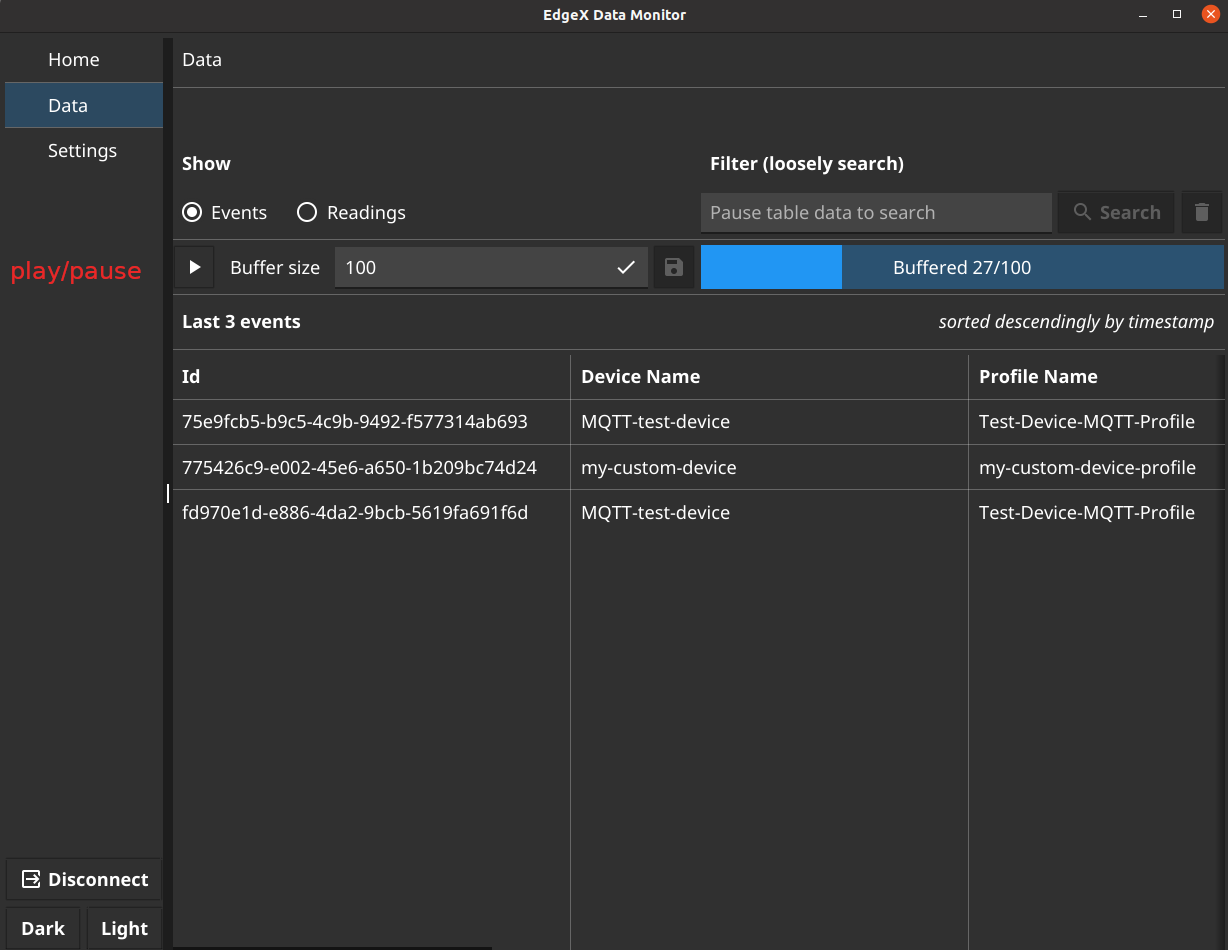 EdgeX Data Monitor
Home
Data
Settings
play/pause
Disconnect
Dark Light
Data
Show
Filter (loosely search)
Events Readings
Pause table data to search Search
Buffer size 100 Buffered 27/100
Last 3 events sorted descendingly by timestamp
Id Device Name Profile Name
75e9fcb5-b9c5-4c9b-9492-f577314ab693 MQTT-test-device Test-Device-MQTT-Profile
775426c9-e002-45e6-a650-1b209bc74d24 my-custom-device my-custom-device-profile
fd970e1d-e886-4da2-9bcb-5619fa691f6d MQTT-test-device Test-Device-MQTT-Profile